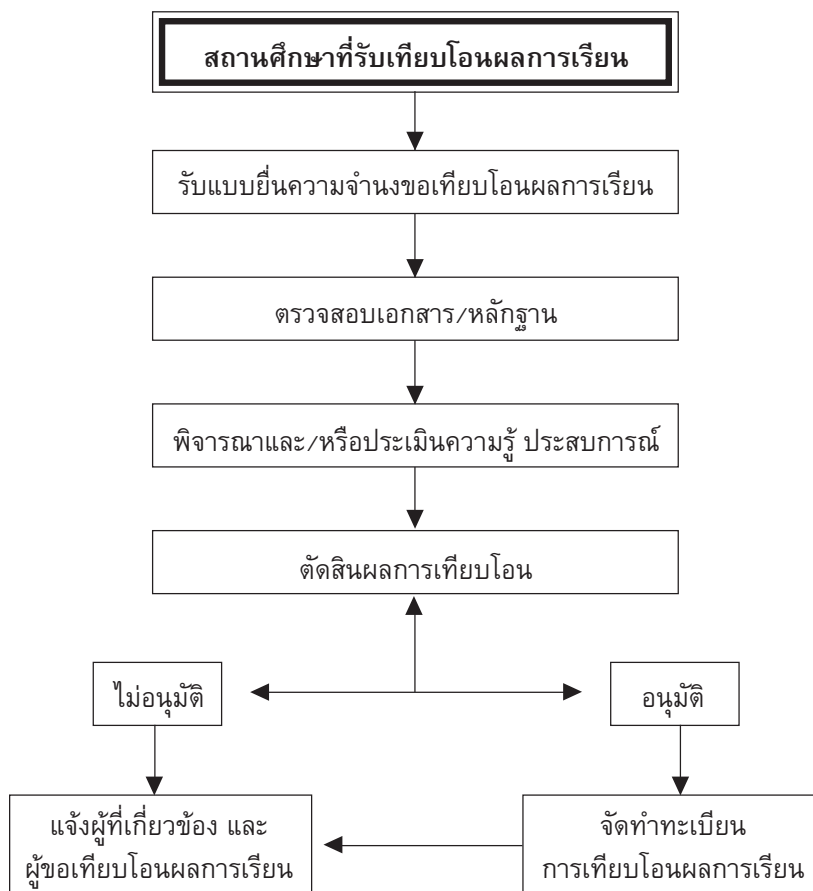 สถานศึกษาที่รับเทียบโอนผลการเรียน
รับแบบยื่นความจำนงขอเทียบโอนผลการเรียน
ตรวจสอบเอกสาร/หลักฐาน
พิจารณาและ/หรือประเมินความรู้ ประสบการณ์
ตัดสินผลการเทียบโอน
ไม่อนุมัติ
อนุมัติ
แจ้งผู้ที่เกี่ยวข้อง และ
ผู้ขอเทียบโอนผลการเรียน
จัดทำทะเบียน
การเทียบโอนผลการเรียน